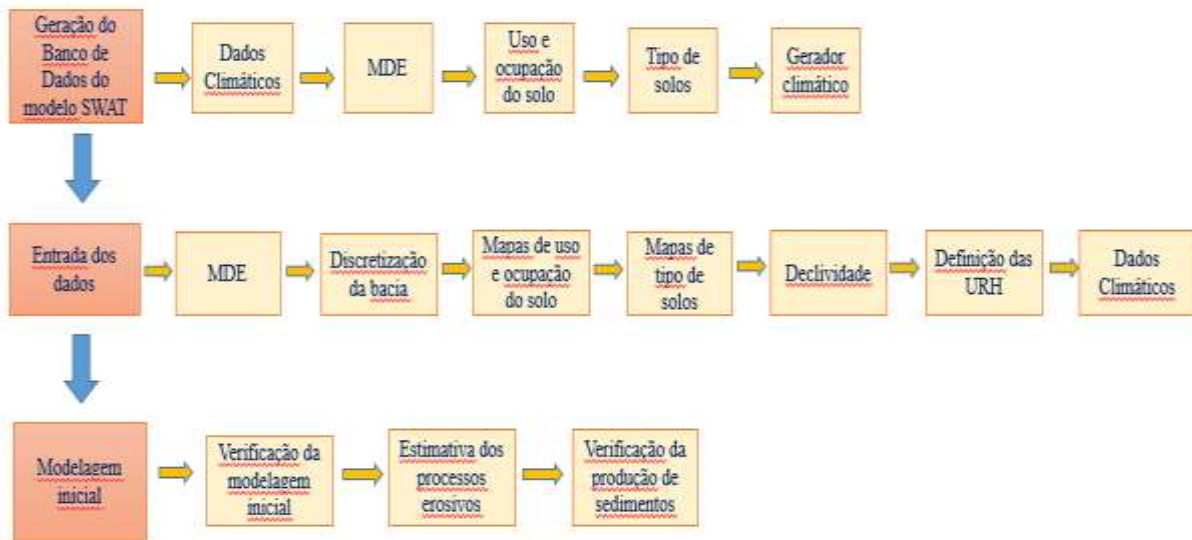 Geração do
Banco de
Dados do
modelo SWAT
Dados
Climáticos
MDE
Uso e
ocupação
do solo
Tipo de
solos
Gerador
climático
Entrada dos
dados
MDE
Discretização
da bacia
Mapas de uso
e ocupação
do solo
Mapas de
tipo de
solos
Declividade
Definição das
URH
Dados
Climáticos
Modelagem
inicial
Verificação da
modelagem
inicial
Estimativa dos
processos
erosivos
Verificação da
produção de
sedimentos